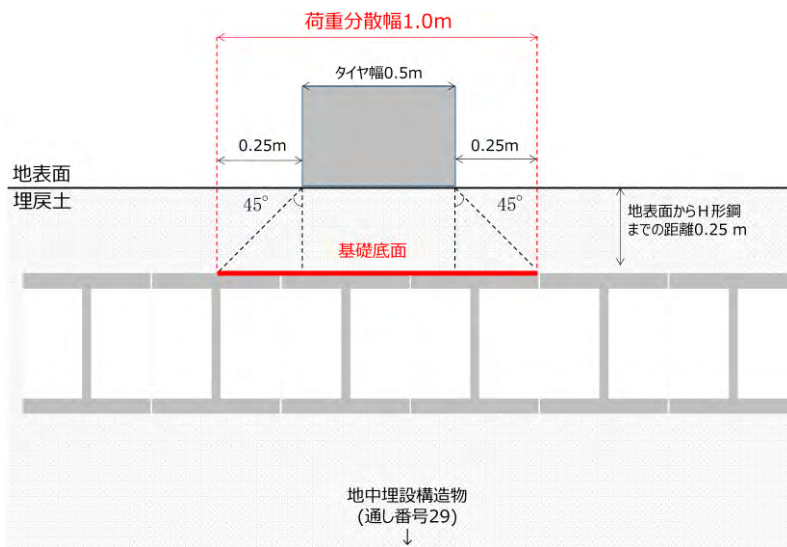 荷重分散幅1.0m
タイヤ幅0.5m
0.25m
0.25m
地表面
埋戻土
45°
45°
地表面からH形鋼
までの距離0.25 m
基礎底面
地中埋設構造物
(通し番号29)
↓